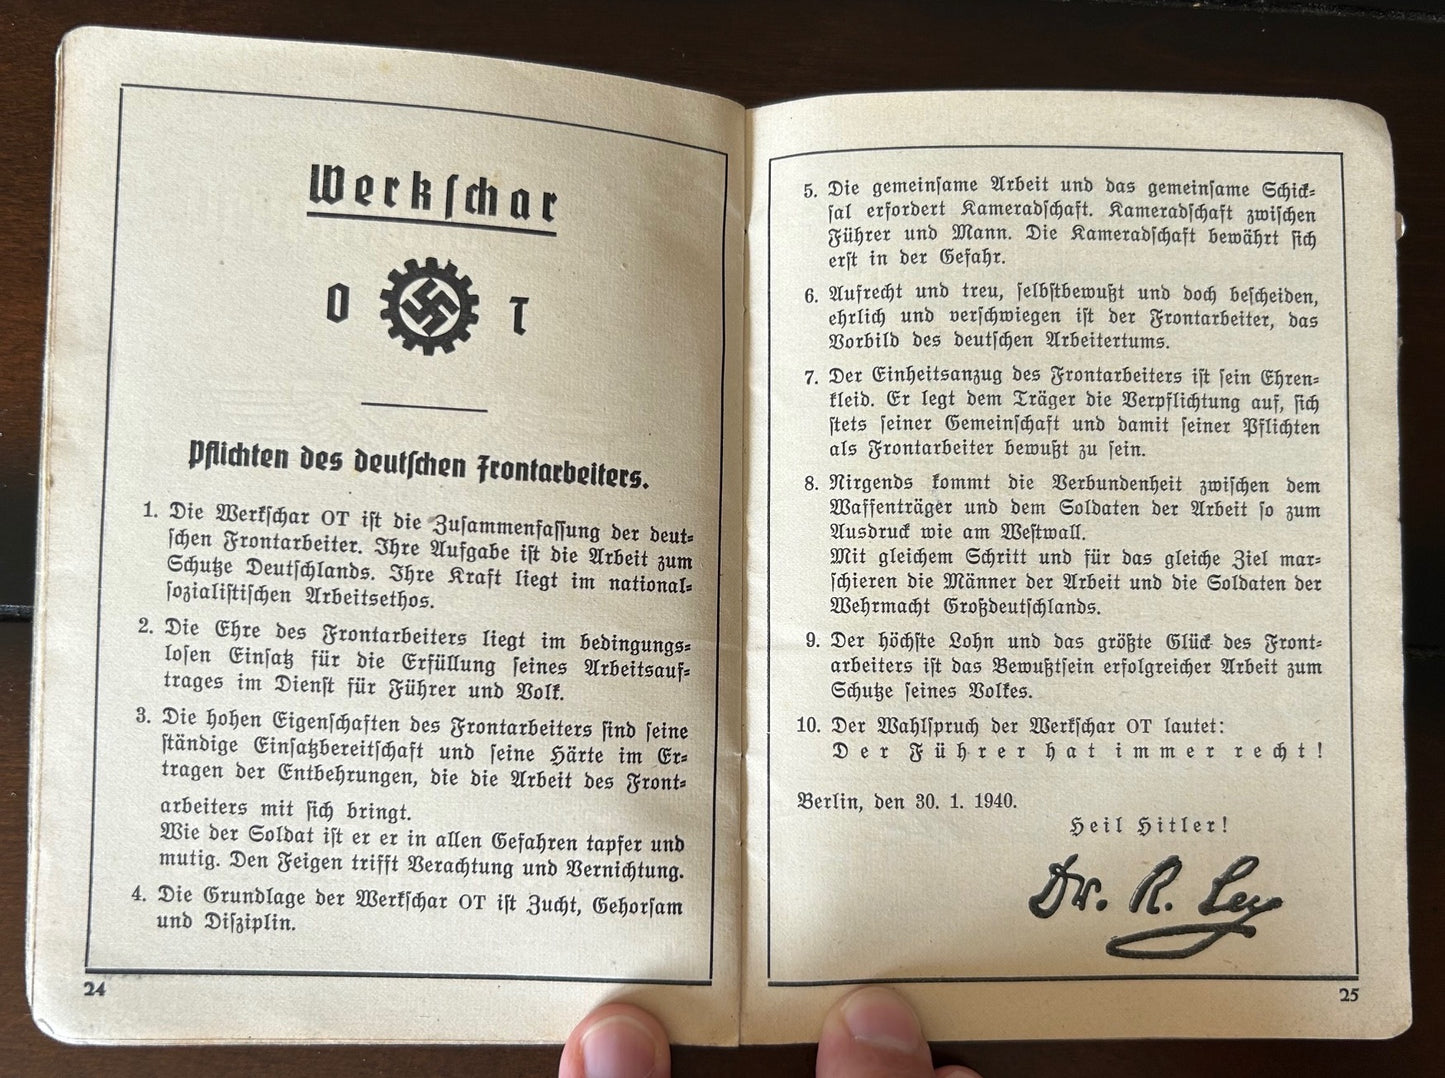 Werkschar
O T
Pflichten des deutschen Frontarbeiters.
1. Die Werkschar OT ist die Zusammenfassung der deut-
schen Frontarbeiter. Ihre Aufgabe ist die Arbeit zum
Schutze Deutschlands. Ihre Kraft liegt im national-
sozialistischen Arbeitsethos.
2. Die Ehre des Frontarbeiters liegt im bedingungs-
losen Einsatz für die Erfüllung seines Arbeitsauf-
trages im Dienst für Führer und Volk.
3. Die hohen Eigenschaften des Frontarbeiters sind seine
ständige Einsatzbereitschaft und seine Härte im Er-
tragen der Entbehrungen, die die Arbeit des Front-
arbeiters mit sich bringt.
Wie der Soldat ist er er in allen Gefahren tapfer und
mutig. Den Feigen trifft Verachtung und Vernichtung.
4. Die Grundlage der Werkschar OT ist Zucht, Gehorsam
und Disziplin.
24
5. Die gemeinsame Arbeit und das gemeinsame Schick-
sal erfordert Kameradschaft. Kameradschaft zwischen
Führer und Mann. Die Kameradschaft bewährt sich
erst in der Gefahr.
6. Aufrecht und treu, selbstbewußt und doch bescheiden,
ehrlich und verschwiegen ist der Frontarbeiter, das
Vorbild des deutschen Arbeitertums.
7. Der Einheitsanzug des Frontarbeiters ist sein Ehren-
kleid. Er legt dem Träger die Verpflichtung auf, sich
stets seiner Gemeinschaft und damit seiner Pflichten
als Frontarbeiter bewußt zu sein.
8. Nirgends kommt die Verbundenheit zwischen dem
Waffenträger und dem Soldaten der Arbeit so zum
Ausdruck wie am Westwall.
Mit gleichem Schritt und für das gleiche Ziel mar-
schieren die Männer der Arbeit und die Soldaten der
Wehrmacht Großdeutschlands.
9. Der höchste Lohn und das größte Glück des Front-
arbeiters ist das Bewußtsein erfolgreicher Arbeit zum
Schutze seines Volkes.
10. Der Wahlspruch der Werkschar OT lautet:
Der Führer hat immer recht!
Berlin, den 30. 1. 1940.
Heil Hitler!
Dr. R. Ley
25